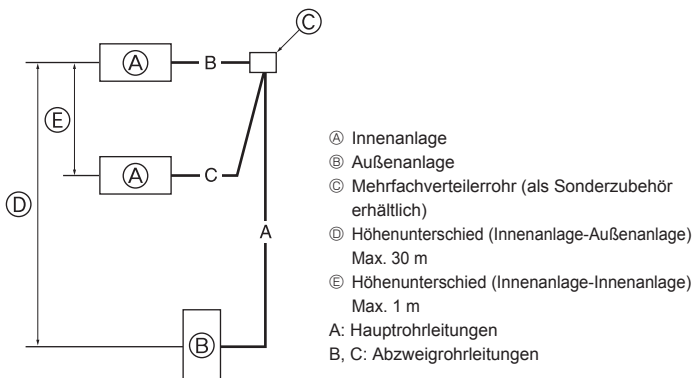 Ⓒ
Ⓐ B
Ⓔ
Ⓐ C
Ⓓ
A
Ⓑ
Ⓐ Innenanlage
Ⓑ Außenanlage
Ⓒ Mehrfachverteilerrohr (als Sonderzubehör
erhältlich)
Ⓓ Höhenunterschied (Innenanlage-Außenanlage)
Max. 30 m
Ⓔ Höhenunterschied (Innenanlage-Innenanlage)
Max. 1 m
A: Hauptrohrleitungen
B, C: Abzweigrohrleitungen